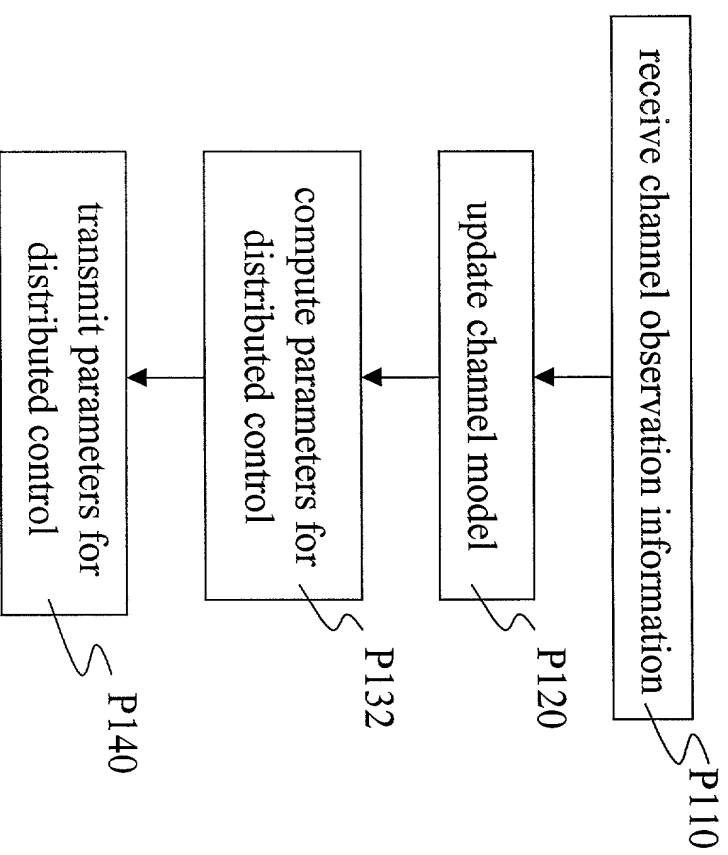 receive channel observation information
P110
update channel model
P120
compute parameters for
distributed control
P132
transmit parameters for
distributed control
P140